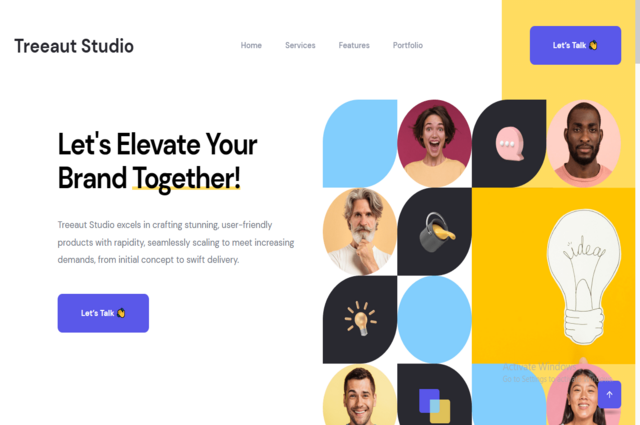 Treeaut Studio
Home Services Features Portfolio
Let's Talk
Let's Elevate Your
Brand Together!
Treeaut Studio excels in crafting stunning, user-friendly
products with rapidity, seamlessly scaling to meet increasing
demands, from initial concept to swift delivery.
Let's Talk
idea
Activate Windows
Go to Settings to